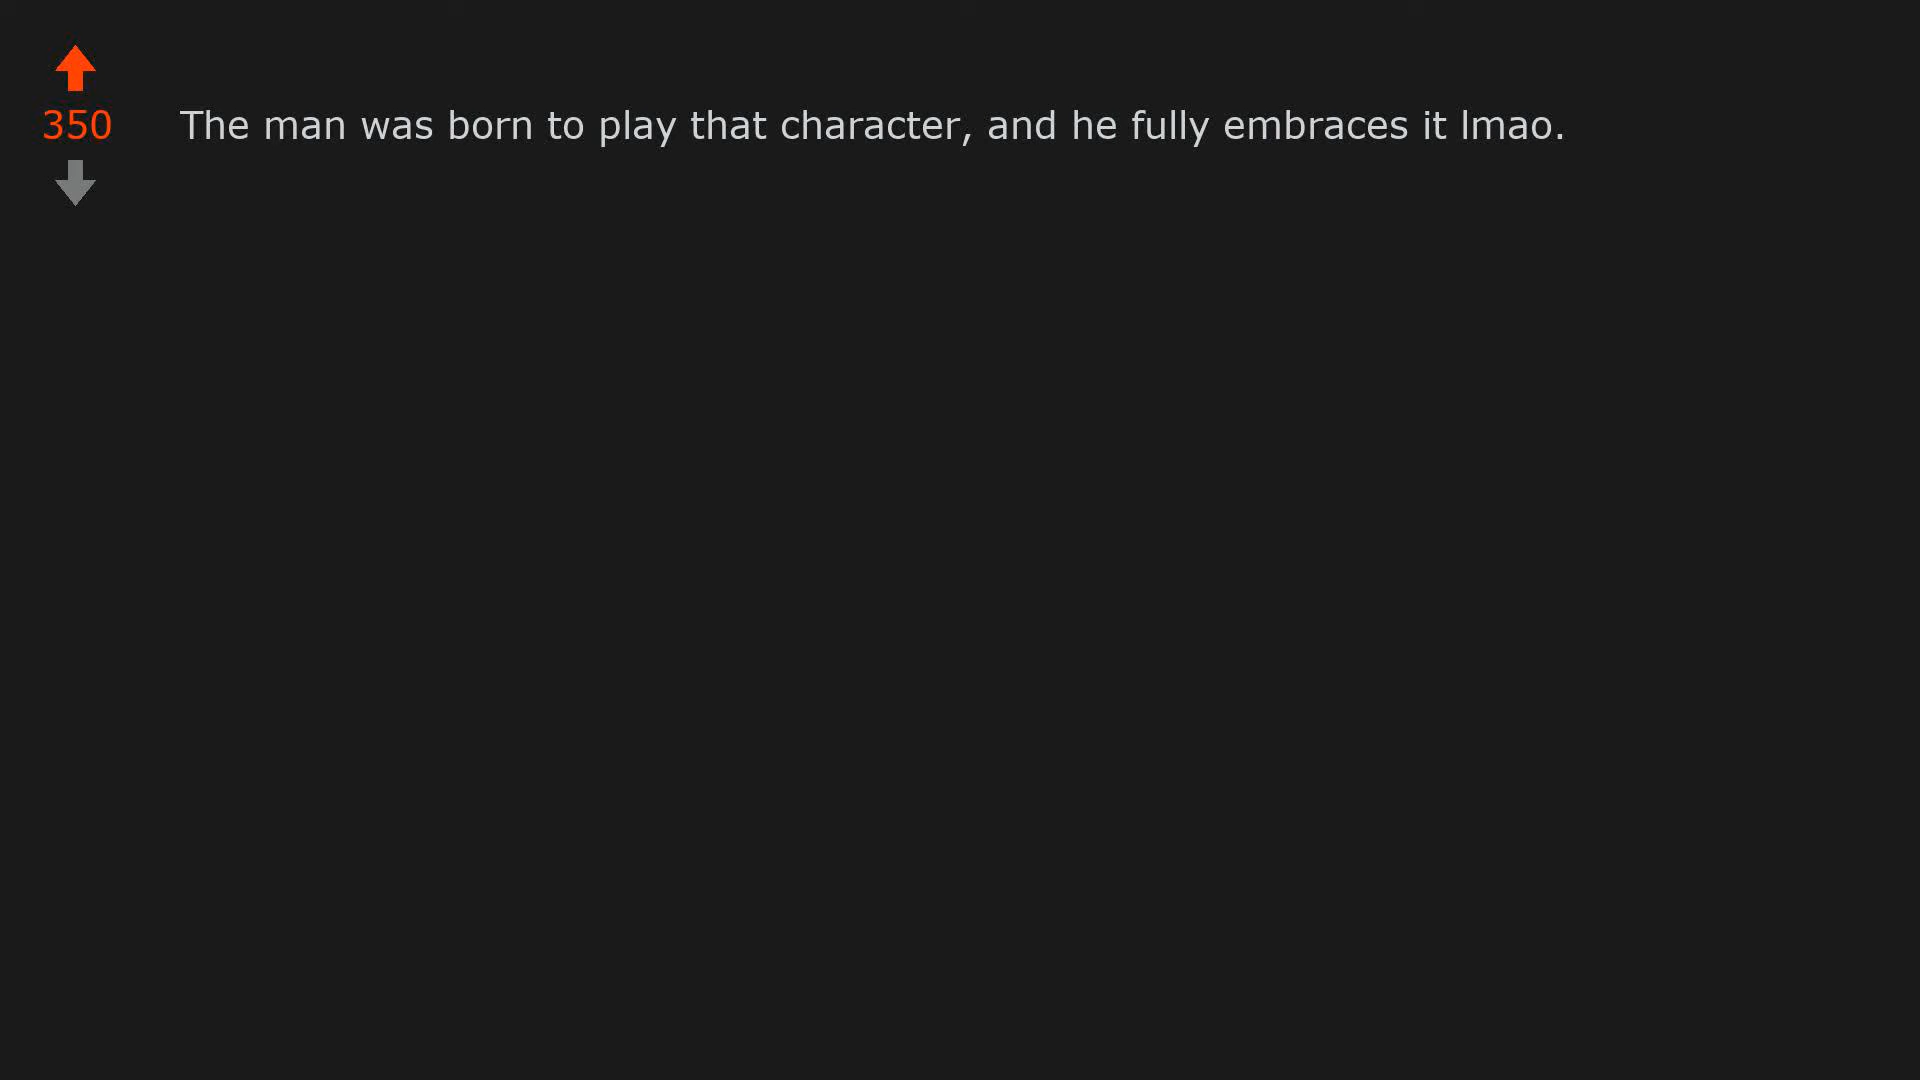 350
The man was born to play that character, and he fully embraces it lmao.